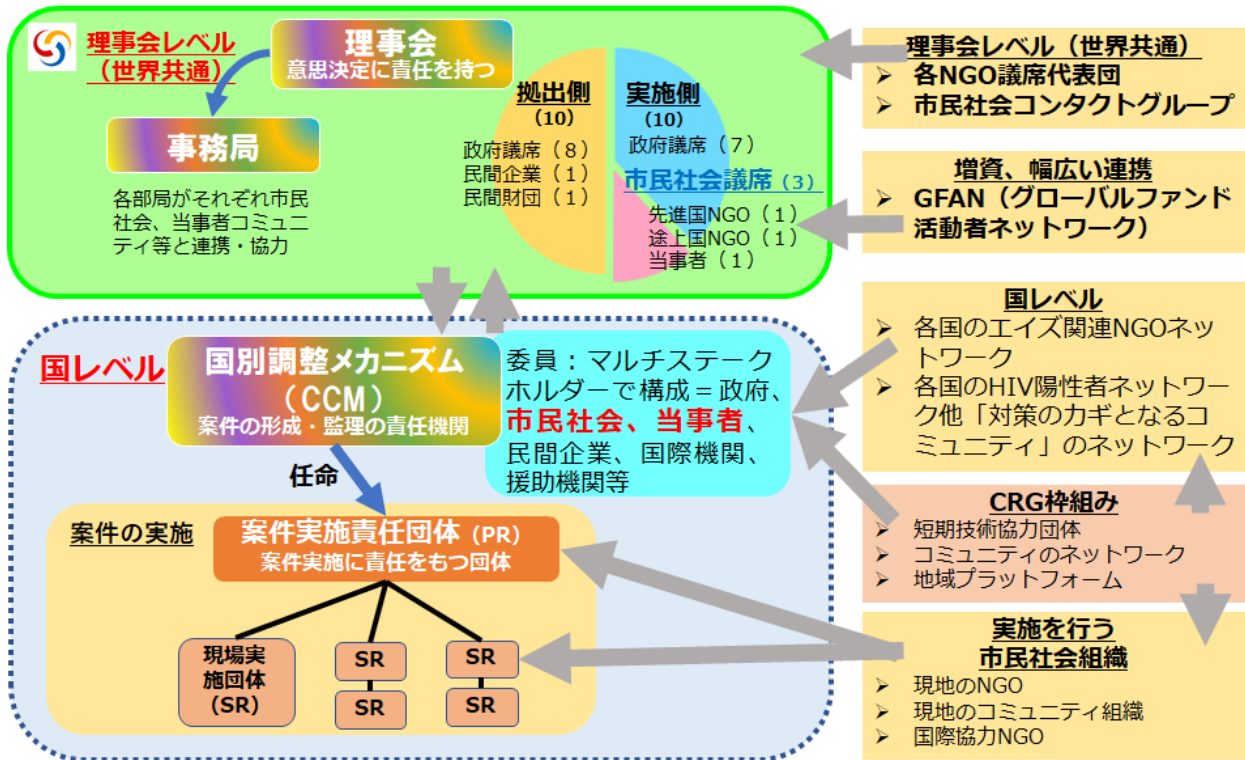 理事会レベル
（世界共通）
理事会
意思決定に責任を持つ
事務局
各部局がそれぞれ市民
社会、当事者コミュニ
ティ等と連携・協力
拠出側
（10）
政府議席（８）
民間企業（１）
民間財団（１）
実施側
（10）
政府議席（７）
市民社会議席（３）
先進国NGO（１）
途上国NGO（１）
当事者（１）
理事会レベル（世界共通）
➢ 各NGO議席代表団
➢ 市民社会コンタクトグループ
増資、幅広い連携
➢ GFAN（グローバルファンド
活動者ネットワーク）
国レベル
国別調整メカニズム
（CCM）
案件の形成・監理の責任機関
委員：マルチステーク
ホルダーで構成＝政府、
市民社会、当事者、
民間企業、国際機関、
援助機関等
任命
案件の実施
案件実施責任団体（PR）
案件実施に責任をもつ団体
現場実
施団体
（SR）
SR
SR
SR
SR
国レベル
➢ 各国のエイズ関連NGOネッ
トワーク
➢ 各国のHIV陽性者ネットワー
ク他「対策のカギとなるコ
ミュニティ」のネットワーク
CRG枠組み
➢ 短期技術協力団体
➢ コミュニティのネットワーク
➢ 地域プラットフォーム
実施を行う
市民社会組織
➢ 現地のNGO
➢ 現地のコミュニティ組織
➢ 国際協力NGO